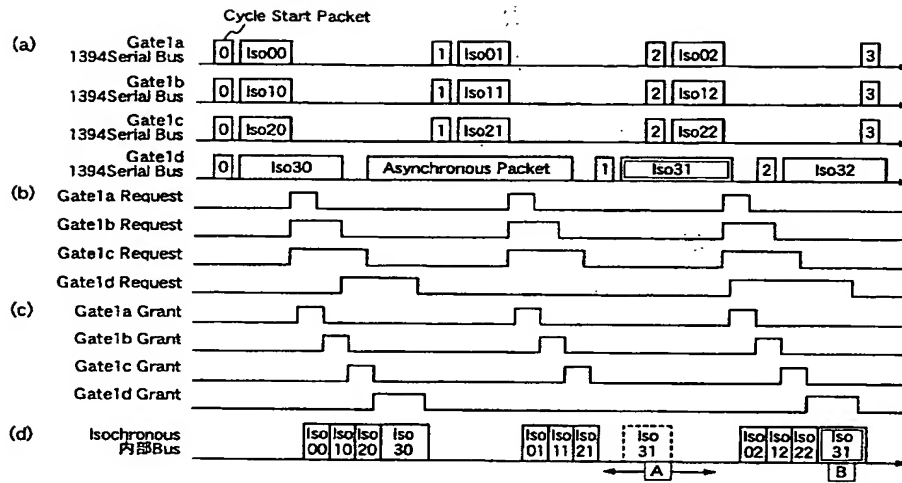 Cycle Start Packet
(a)
Gate1a
1394Serial Bus
0 Iso00 1 Iso01 2 Iso02 3
Gate1b
1394Serial Bus
0 Iso10 1 Iso11 2 Iso12 3
Gate1c
1394Serial Bus
0 Iso20 1 Iso21 2 Iso22 3
Gate1d
1394Serial Bus
0 Iso30 Asynchronous Packet 1 Iso31 2 Iso32
(b)
Gate1a Request
Gate1b Request
Gate1c Request
Gate1d Request
(c)
Gate1a Grant
Gate1b Grant
Gate1c Grant
Gate1d Grant
(d)
Isochronous
内部Bus
Iso Iso Iso Iso Iso Iso Iso Iso Iso Iso Iso Iso
00 10 20 30 01 11 21 31 02 12 22 31
A B